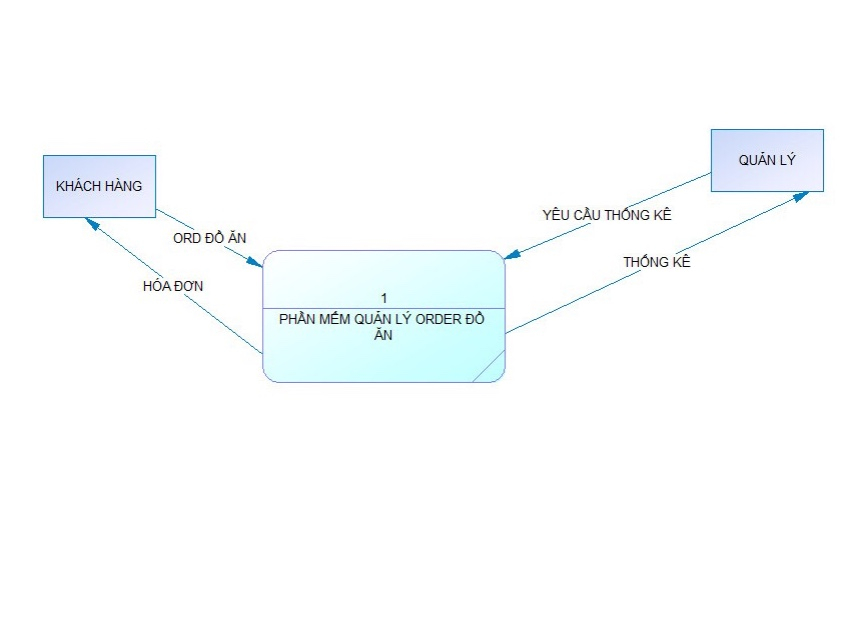 QUẢN LÝ
KHÁCH HÀNG
YÊU CẦU THỐNG KÊ
ORD ĐỒ ĂN
THỐNG KÊ
HÓA ĐƠN
1
PHẦN MỀM QUẢN LÝ ORDER ĐỒ
ĂN